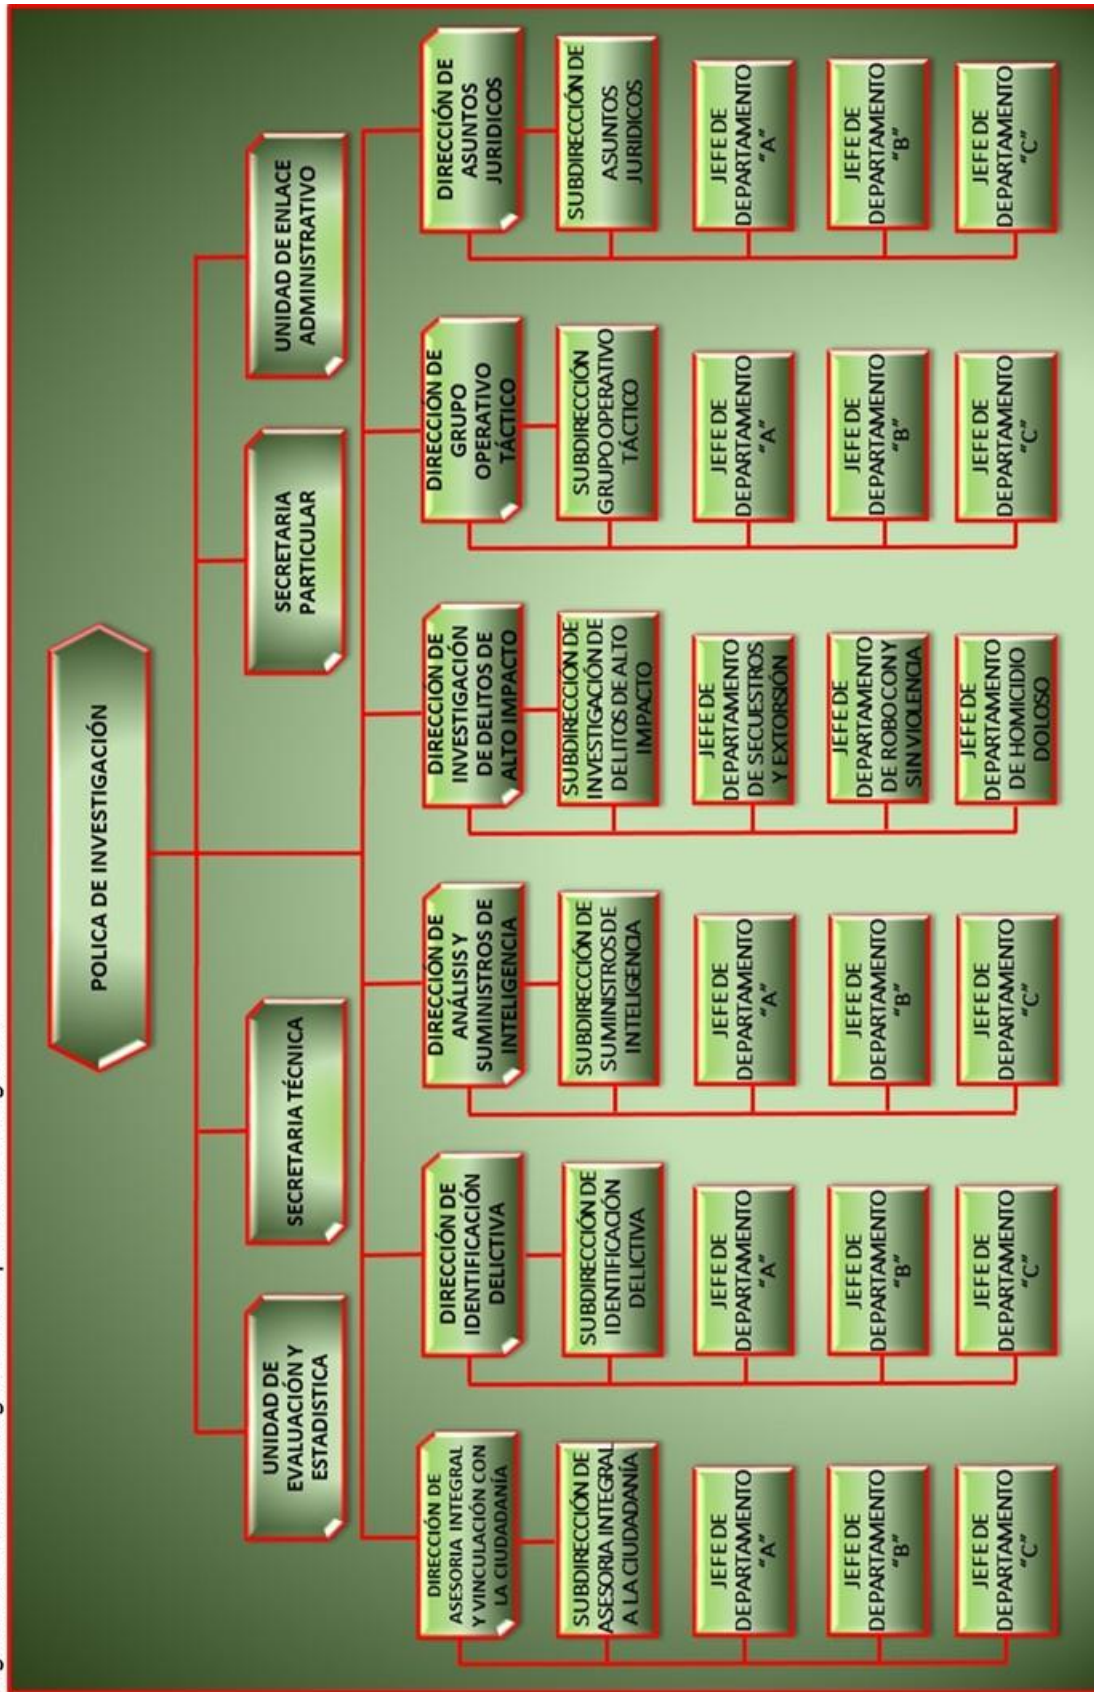 POLICA DE INVESTIGACIÓN
UNIDAD DE
EVALUACIÓN Y
ESTADISTICA
SECRETARIA TÉCNICA
SECRETARIA
PARTICULAR
UNIDAD DE ENLACE
ADMINISTRATIVO
DIRECCIÓN DE
ASESORIA INTEGRAL
Y VINCULACIÓN CON
LA CIUDADANÍA
DIRECCIÓN DE
IDENTIFICACIÓN
DELICTIVA
DIRECCIÓN DE
ANÁLISIS Y
SUMINISTROS DE
INTELIGENCIA
DIRECCIÓN DE
INVESTIGACIÓN
DE DELITOS DE
ALTO IMPACTO
DIRECCIÓN DE
GRUPO
OPERATIVO
TÁCTICO
DIRECCIÓN DE
ASUNTOS
JURIDICOS
SUBDIRECCIÓN DE
ASESORIA INTEGRAL
A LA CIUDADANÍA
SUBDIRECCIÓN DE
IDENTIFICACIÓN
DELICTIVA
SUBDIRECCIÓN DE
SUMINISTROS DE
INTELIGENCIA
SUBDIRECCIÓN DE
INVESTIGACIÓN DE
DELITOS DE ALTO
IMPACTO
SUBDIRECCIÓN
GRUPO OPERATIVO
TÁCTICO
SUBDIRECCIÓN DE
ASUNTOS
JURIDICOS
JEFE DE
DEPARTAMENTO
"A"
JEFE DE
DEPARTAMENTO
"A"
JEFE DE
DEPARTAMENTO
"A"
JEFE DE
DEPARTAMENTO
DE SECUESTROS
Y EXTORSIÓN
JEFE DE
DEPARTAMENTO
"A"
JEFE DE
DEPARTAMENTO
"A"
JEFE DE
DEPARTAMENTO
"B"
JEFE DE
DEPARTAMENTO
"B"
JEFE DE
DEPARTAMENTO
"B"
JEFE DE
DEPARTAMENTO
DE ROBO CON Y
SIN VIOLENCIA
JEFE DE
DEPARTAMENTO
"B"
JEFE DE
DEPARTAMENTO
"B"
JEFE DE
DEPARTAMENTO
"C"
JEFE DE
DEPARTAMENTO
"C"
JEFE DE
DEPARTAMENTO
"C"
JEFE DE
DEPARTAMENTO
DE HOMICIDIO
DOLOSO
JEFE DE
DEPARTAMENTO
"C"
JEFE DE
DEPARTAMENTO
"C"